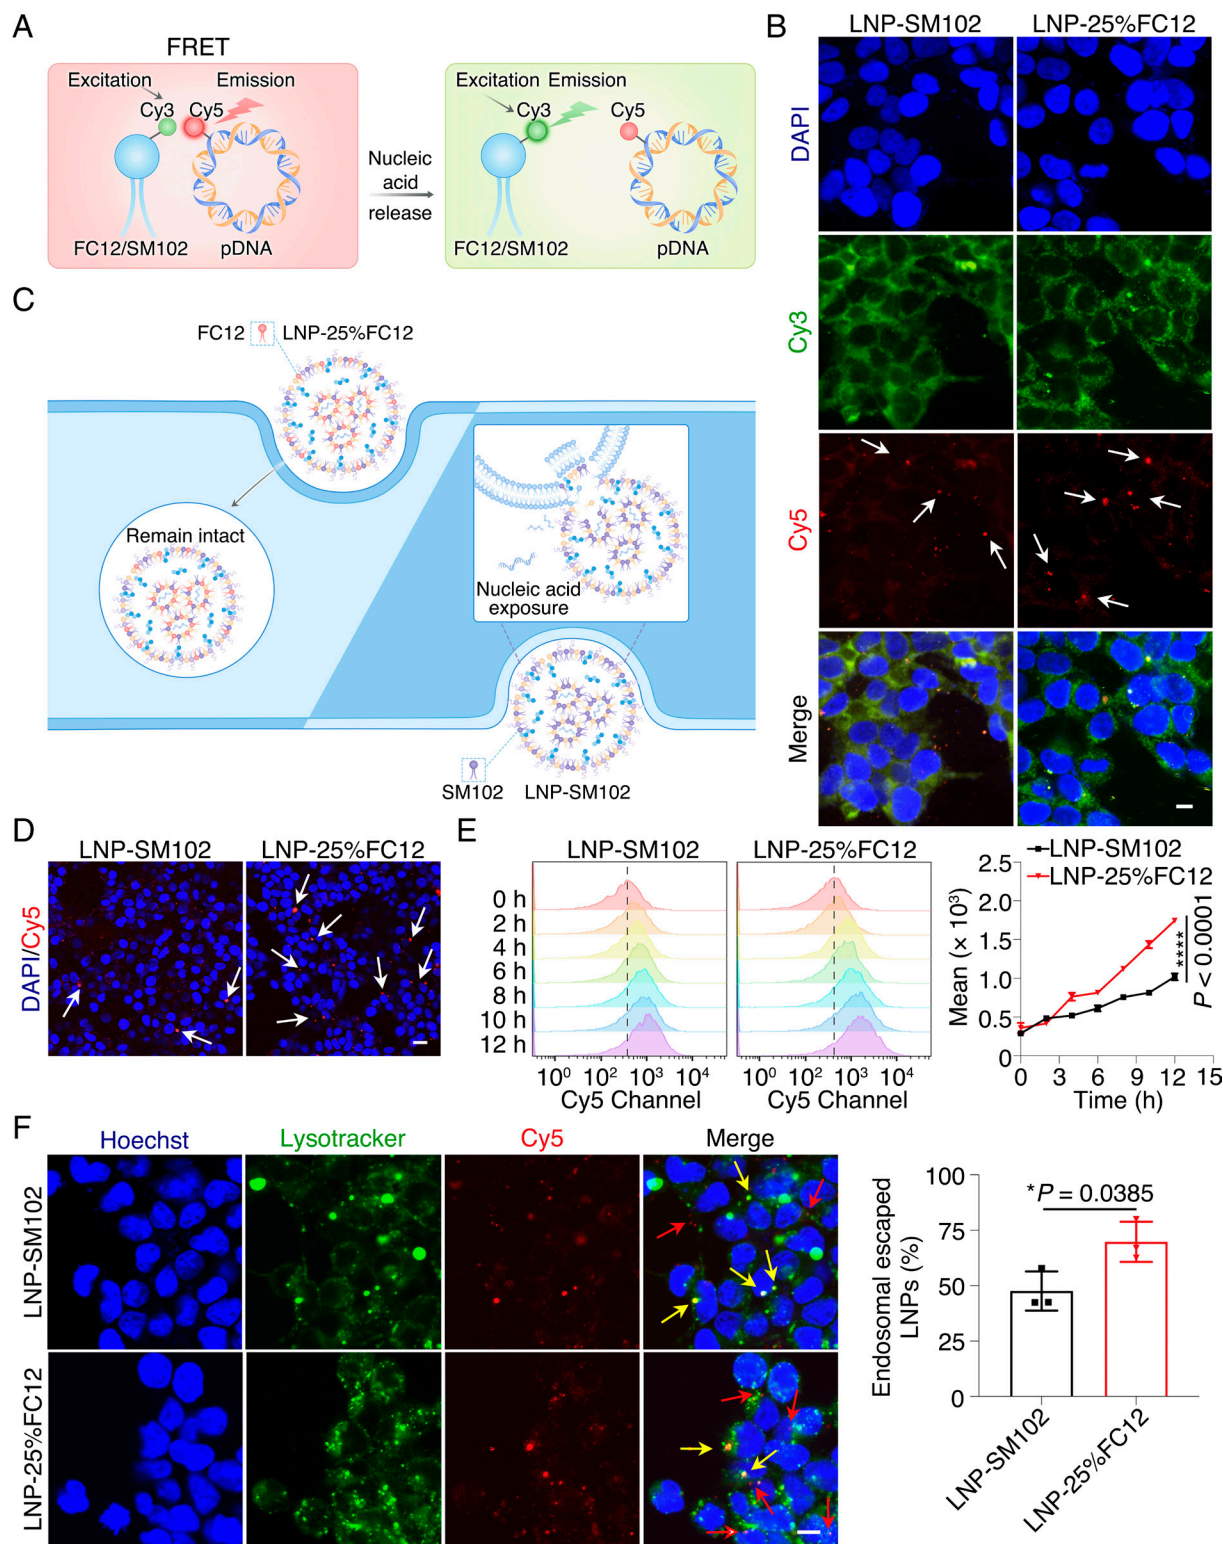 A
FRET
Excitation
Emission
Cy3
Cy5
FC12/SM102
pDNA
Nucleic
acid
release
Excitation
Emission
Cy3
Cy5
FC12/SM102
pDNA
B
LNP-SM102
LNP-25%FC12
DAPI
Cy3
Cy5
Merge
C
FC12
LNP-25%FC12
Remain intact
Nucleic acid
exposure
SM102
LNP-SM102
D
LNP-SM102
LNP-25%FC12
DAPI/Cy5
E
LNP-SM102
LNP-25%FC12
0 h
2 h
4 h
6 h
8 h
10 h
12 h
10⁰
10²
10³
10⁴
Cy5 Channel
10⁰
10²
10³
10⁴
Cy5 Channel
LNP-SM102
LNP-25%FC12
Mean (× 10³)
2.5
2.0
1.5
1.0
0.5
0
0
3
6
9
12
15
Time (h)
****
P < 0.0001
F
Hoechst
Lysotracker
Cy5
Merge
LNP-SM102
LNP-25%FC12
Endosomal escaped
LNPs (%)
100
75
50
25
0
*P = 0.0385
LNP-SM102
LNP-25%FC12